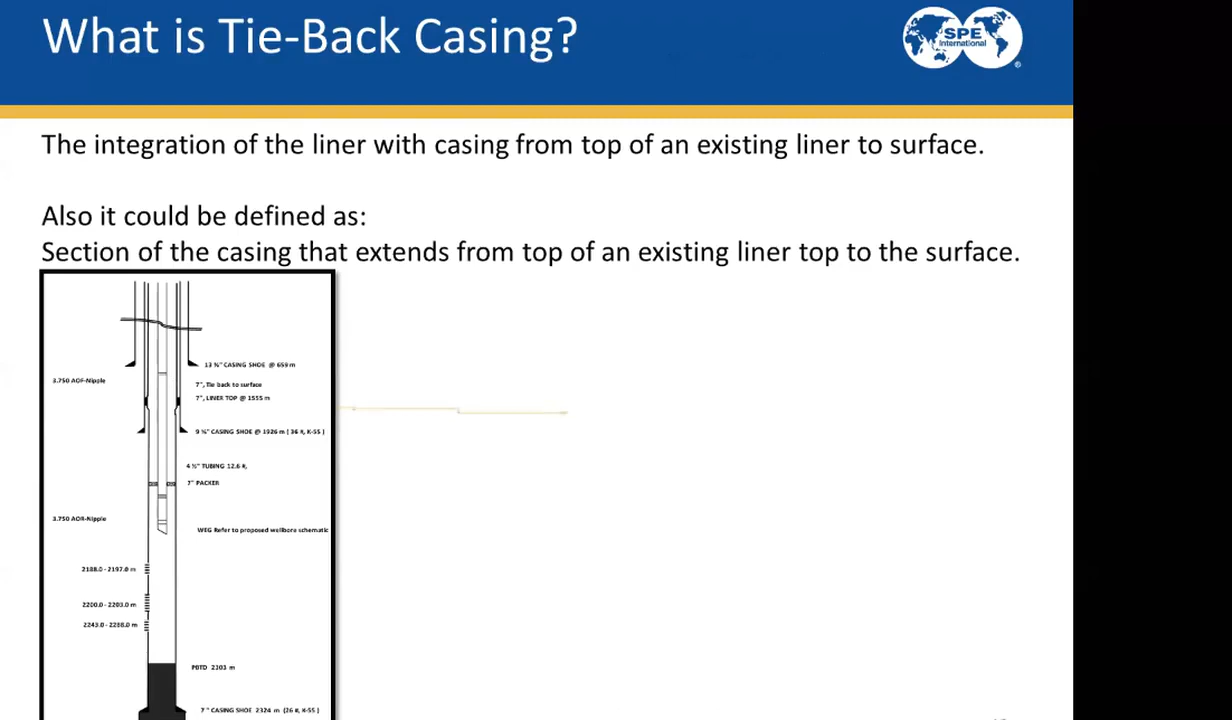 What is Tie-Back Casing?
SPE
International
The integration of the liner with casing from top of an existing liner to surface.
Also it could be defined as:
Section of the casing that extends from top of an existing liner top to the surface.
13 ⅜" CASING SHOE @ 659 m
3.750 AOF-Nipple
7", Tie back to surface
7", LINER TOP @ 1555 m
9 ⅝" CASING SHOE @ 1926 m ( 36 #, K-55 )
4 ½" TUBING 12.6 #,
7" PACKER
3.750 AOR-Nipple
WEG Refer to proposed wellbore schematic
2188.0 - 2197.0 m
2200.0 - 2203.0 m
PBTD 2303 m
7 " CASING SHOE 2324 m (26 #, K-55 )